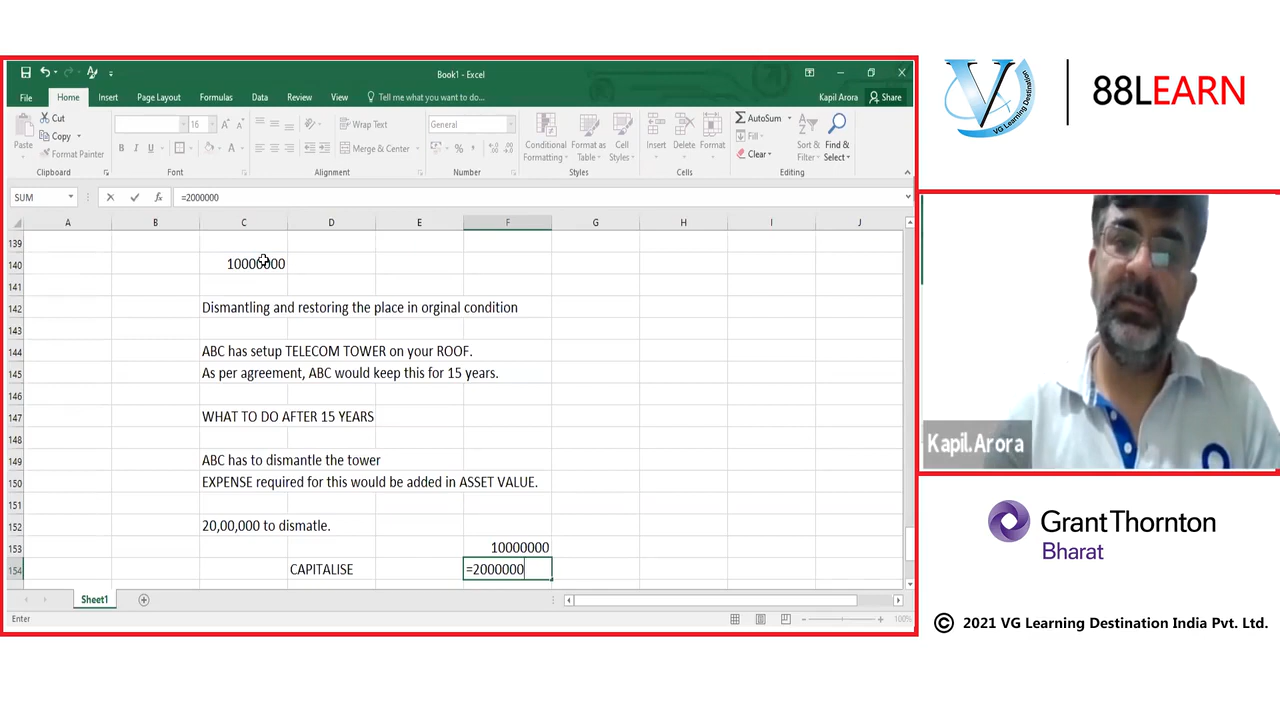 Book1 - Excel
File Home Insert Page Layout Formulas Data Review View Tell me what you want to do... Kapil Arora Share
Paste Cut Copy Format Painter
16 A A Wrap Text General AutoSum
B I U A Merge & Center % Fill Clear
Conditional Formatting Format as Table Cell Styles Insert Delete Format Sort & Filter Find & Select
Clipboard Font Alignment Number Styles Cells Editing
SUM fx =2000000
A B C D E F G H I J
139
140 10000000
141
142 Dismantling and restoring the place in orginal condition
143
144 ABC has setup TELECOM TOWER on your ROOF.
145 As per agreement, ABC would keep this for 15 years.
146
147 WHAT TO DO AFTER 15 YEARS
148
149 ABC has to dismantle the tower
150 EXPENSE required for this would be added in ASSET VALUE.
151
152 20,00,000 to dismatle.
153 10000000
154 CAPITALISE =2000000
Sheet1
Enter 100%
V VG Learning Destination
88LEARN
Kapil.Arora
GrantThornton
Bharat
© 2021 VG Learning Destination India Pvt. Ltd.